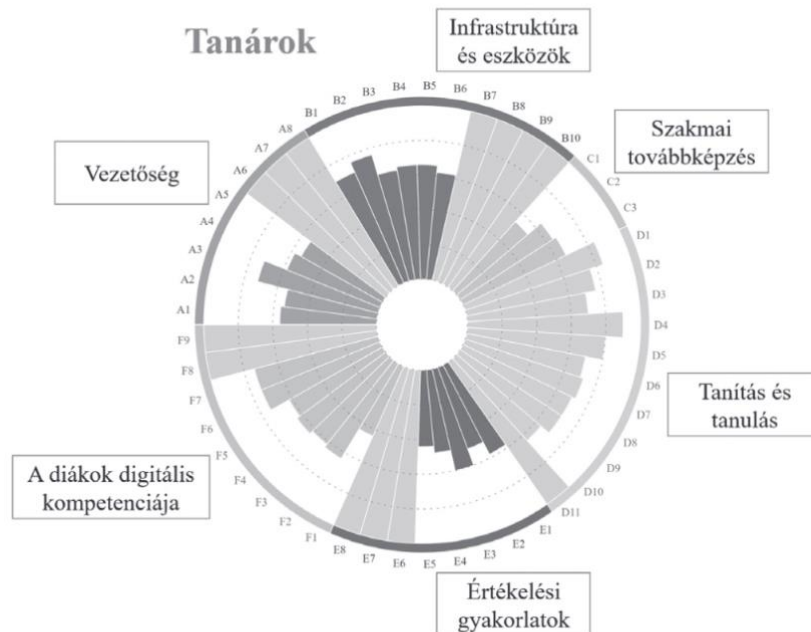 Tanárok
Infrastruktúra
és eszközök
Szakmai
továbbképzés
Vezetőség
Tanítás és
tanulás
A diákok digitális
kompetenciája
Értékelési
gyakorlatok
A1
A2
A3
A4
A5
A6
A7
A8
B1
B2
B3
B4
B5
B6
B7
B8
B9
B10
C1
C2
C3
D1
D2
D3
D4
D5
D6
D7
D8
D9
D10
D11
E1
E2
E3
E4
E5
E6
E7
E8
F1
F2
F3
F4
F5
F6
F7
F8
F9